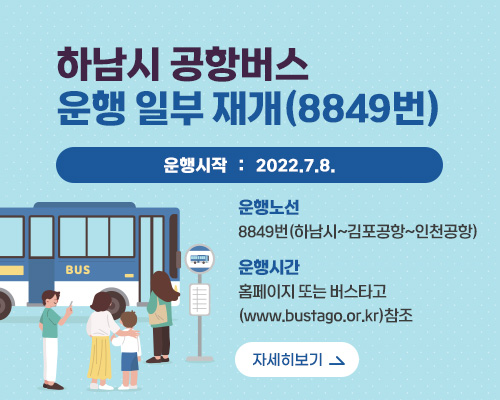 하남시 공항버스
운행 일부 재개(8849번)
운행시작 : 2022.7.8.
운행노선
8849번(하남시~김포공항~인천공항)
운행시간
홈페이지 또는 버스타고
(www.bustago.or.kr)참조
자세히보기
BUS